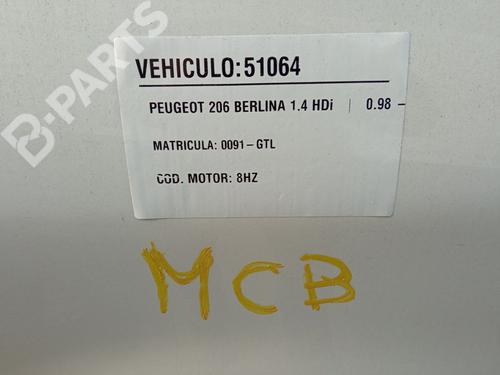 B-PARTS
VEHICULO:51064
PEUGEOT 206 BERLINA 1.4 HDi | 0.98 -
MATRICULA: 0091-GTL
COD. MOTOR: 8HZ
MCB